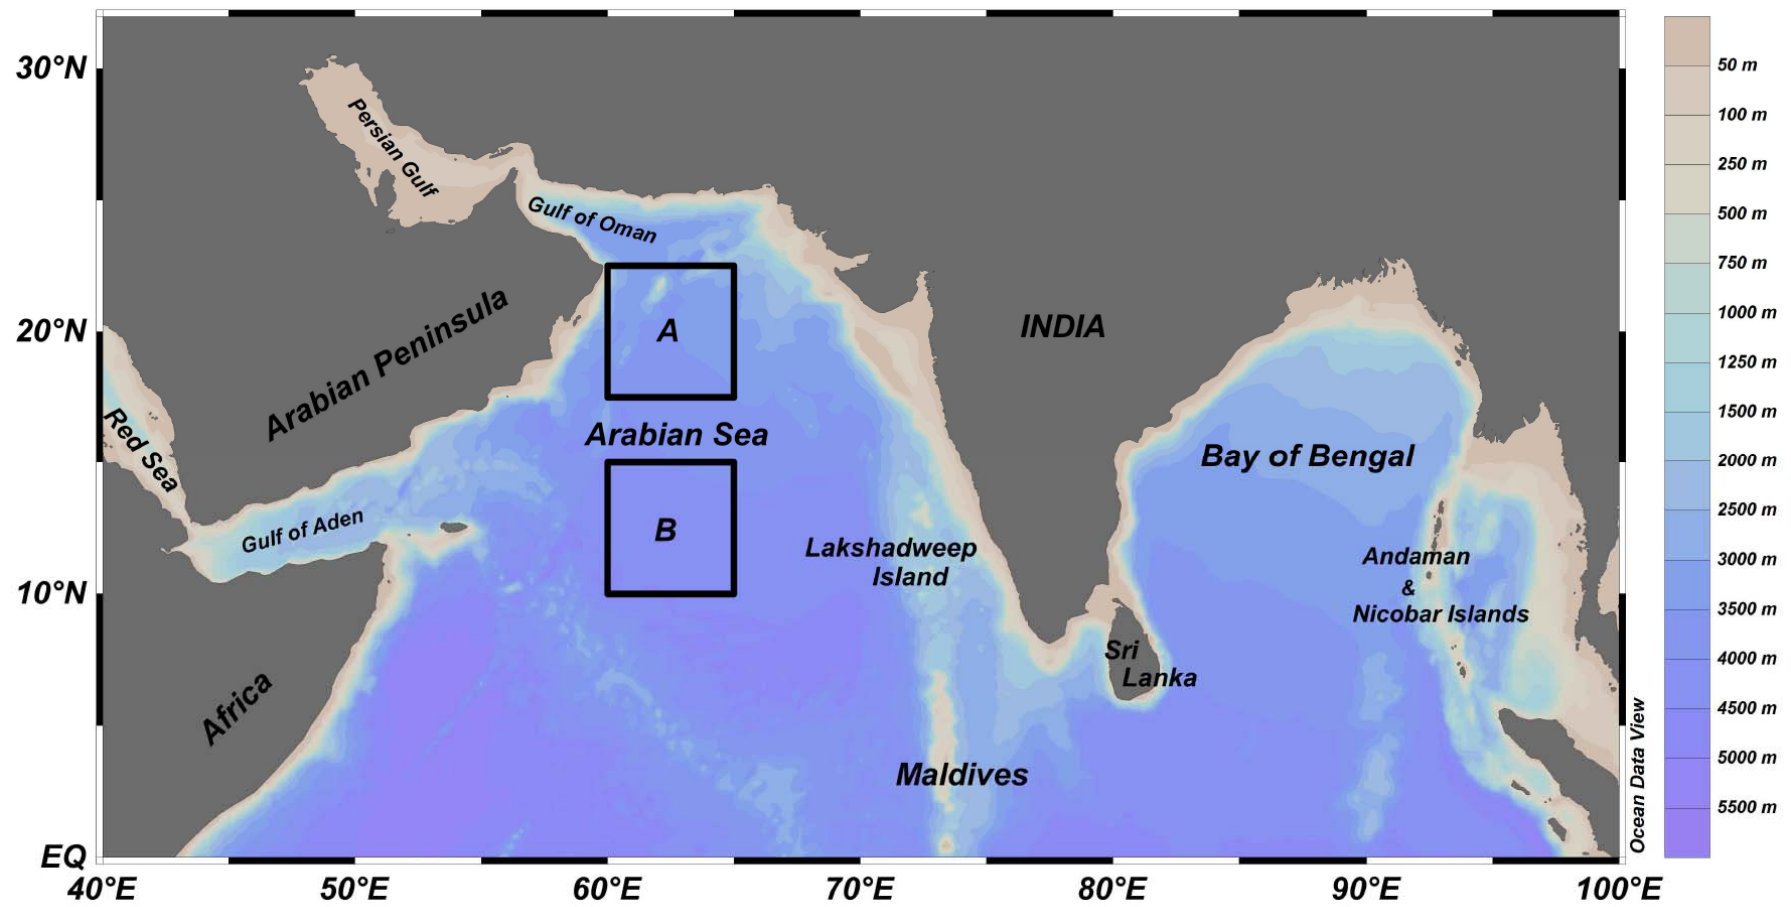 30°N
20°N
10°N
EQ
40°E
50°E
60°E
70°E
80°E
90°E
100°E
Persian Gulf
Gulf of Oman
Arabian Peninsula
Red Sea
Gulf of Aden
Africa
A
Arabian Sea
B
INDIA
Lakshadweep
Island
Maldives
Sri
Lanka
Bay of Bengal
Andaman
&
Nicobar Islands
Ocean Data View
50 m
100 m
250 m
500 m
750 m
1000 m
1250 m
1500 m
2000 m
2500 m
3000 m
3500 m
4000 m
4500 m
5000 m
5500 m